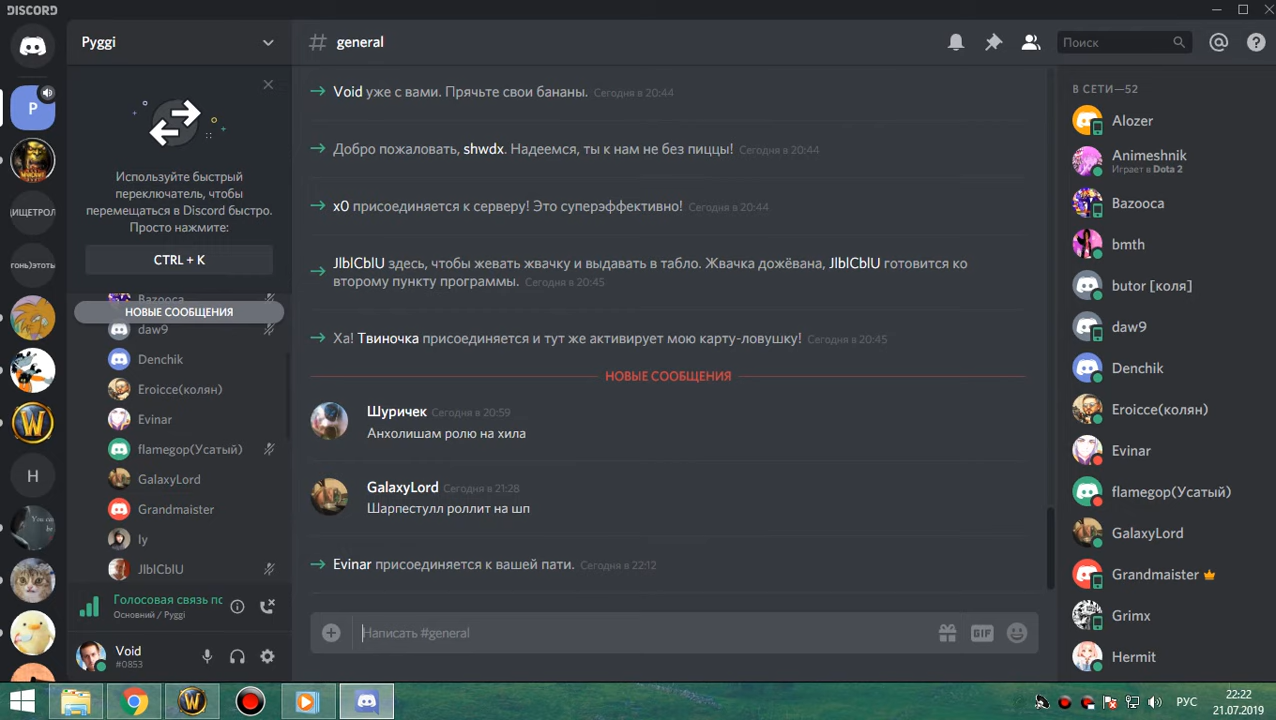 DISCORD
P
ДИЩЕТРОЛ
гонь)этоты
H
Pyggi
Используйте быстрый
переключатель, чтобы
перемещаться в Discord быстро.
Просто нажмите:
CTRL + K
Bazooca
НОВЫЕ СООБЩЕНИЯ
daw9
Denchik
Eroicce(колян)
Evinar
flamegop(Усатый)
GalaxyLord
Grandmaister
Iy
JlblCblU
Голосовая связь по
Основний / Pyggi
Void
#0853
# general
Поиск
Void уже с вами. Прячьте свои бананы. Сегодня в 20:44
Добро пожаловать, shwdx. Надеемся, ты к нам не без пиццы! Сегодня в 20:44
x0 присоединяется к серверу! Это суперэффективно! Сегодня в 20:44
JlblCblU здесь, чтобы жевать жвачку и выдавать в табло. Жвачка дожёвана, JlblCblU готовится ко
второму пункту программы. Сегодня в 20:45
Ха! Твиночка присоединяется и тут же активирует мою карту-ловушку! Сегодня в 20:45
НОВЫЕ СООБЩЕНИЯ
Шуричек Сегодня в 20:59
Анхолишам ролю на хила
GalaxyLord Сегодня в 21:28
Шарпестулл роллит на шп
Evinar присоединяется к вашей пати. Сегодня в 22:12
Написать #general
GIF
В СЕТИ—52
Alozer
Animeshnik
Играет в Dota 2
Bazooca
bmth
butor [коля]
daw9
Denchik
Eroicce(колян)
Evinar
flamegop(Усатый)
GalaxyLord
Grandmaister
Grimx
Hermit
РУС
22:22
21.07.2019